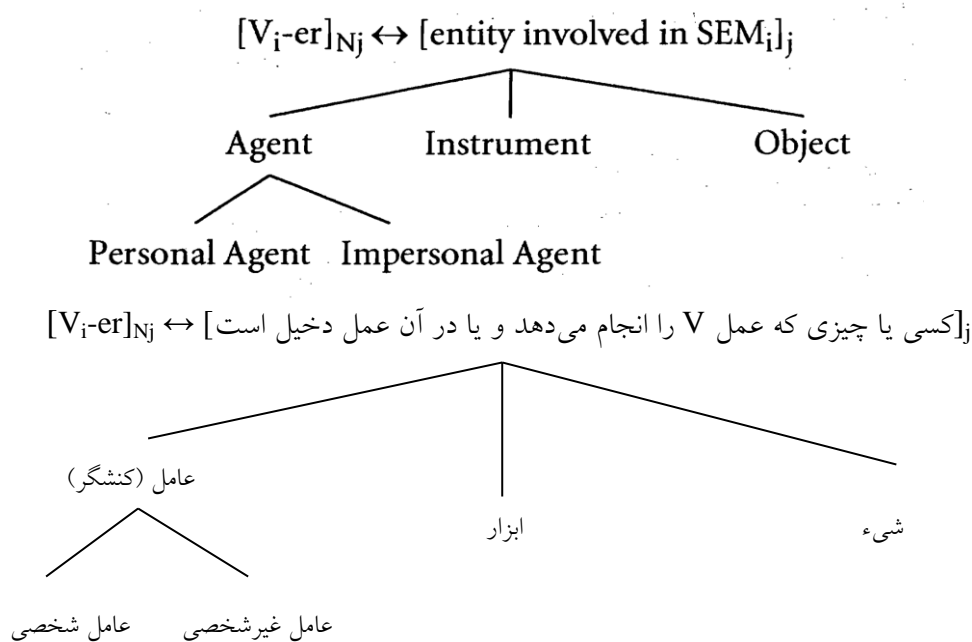 [Vi-er]Nj ↔ [entity involved in SEMi]j
Agent Instrument Object
Personal Agent Impersonal Agent
[Vi-er]Nj ↔ [کسی یا چیزی که عمل V را انجام می‌دهد و یا در آن عمل دخیل است]j
عامل (کنشگر)
ابزار
شیء
عامل شخصی عامل غیرشخصی